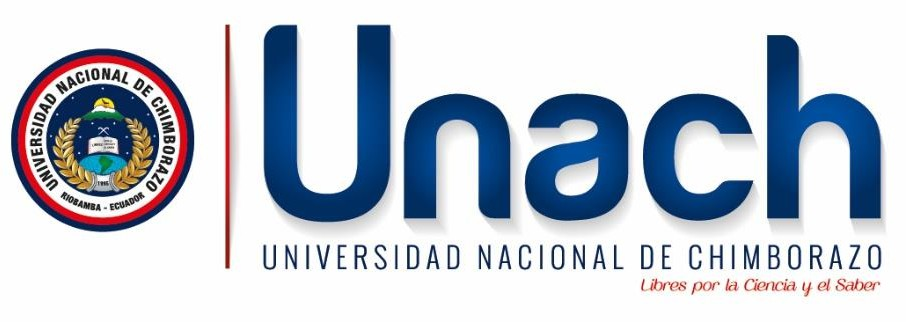 UNIVERSIDAD NACIONAL DE CHIMBORAZO
1995
RIOBAMBA - ECUADOR
Unach
UNIVERSIDAD NACIONAL DE CHIMBORAZO
Libres por la Ciencia y el Saber